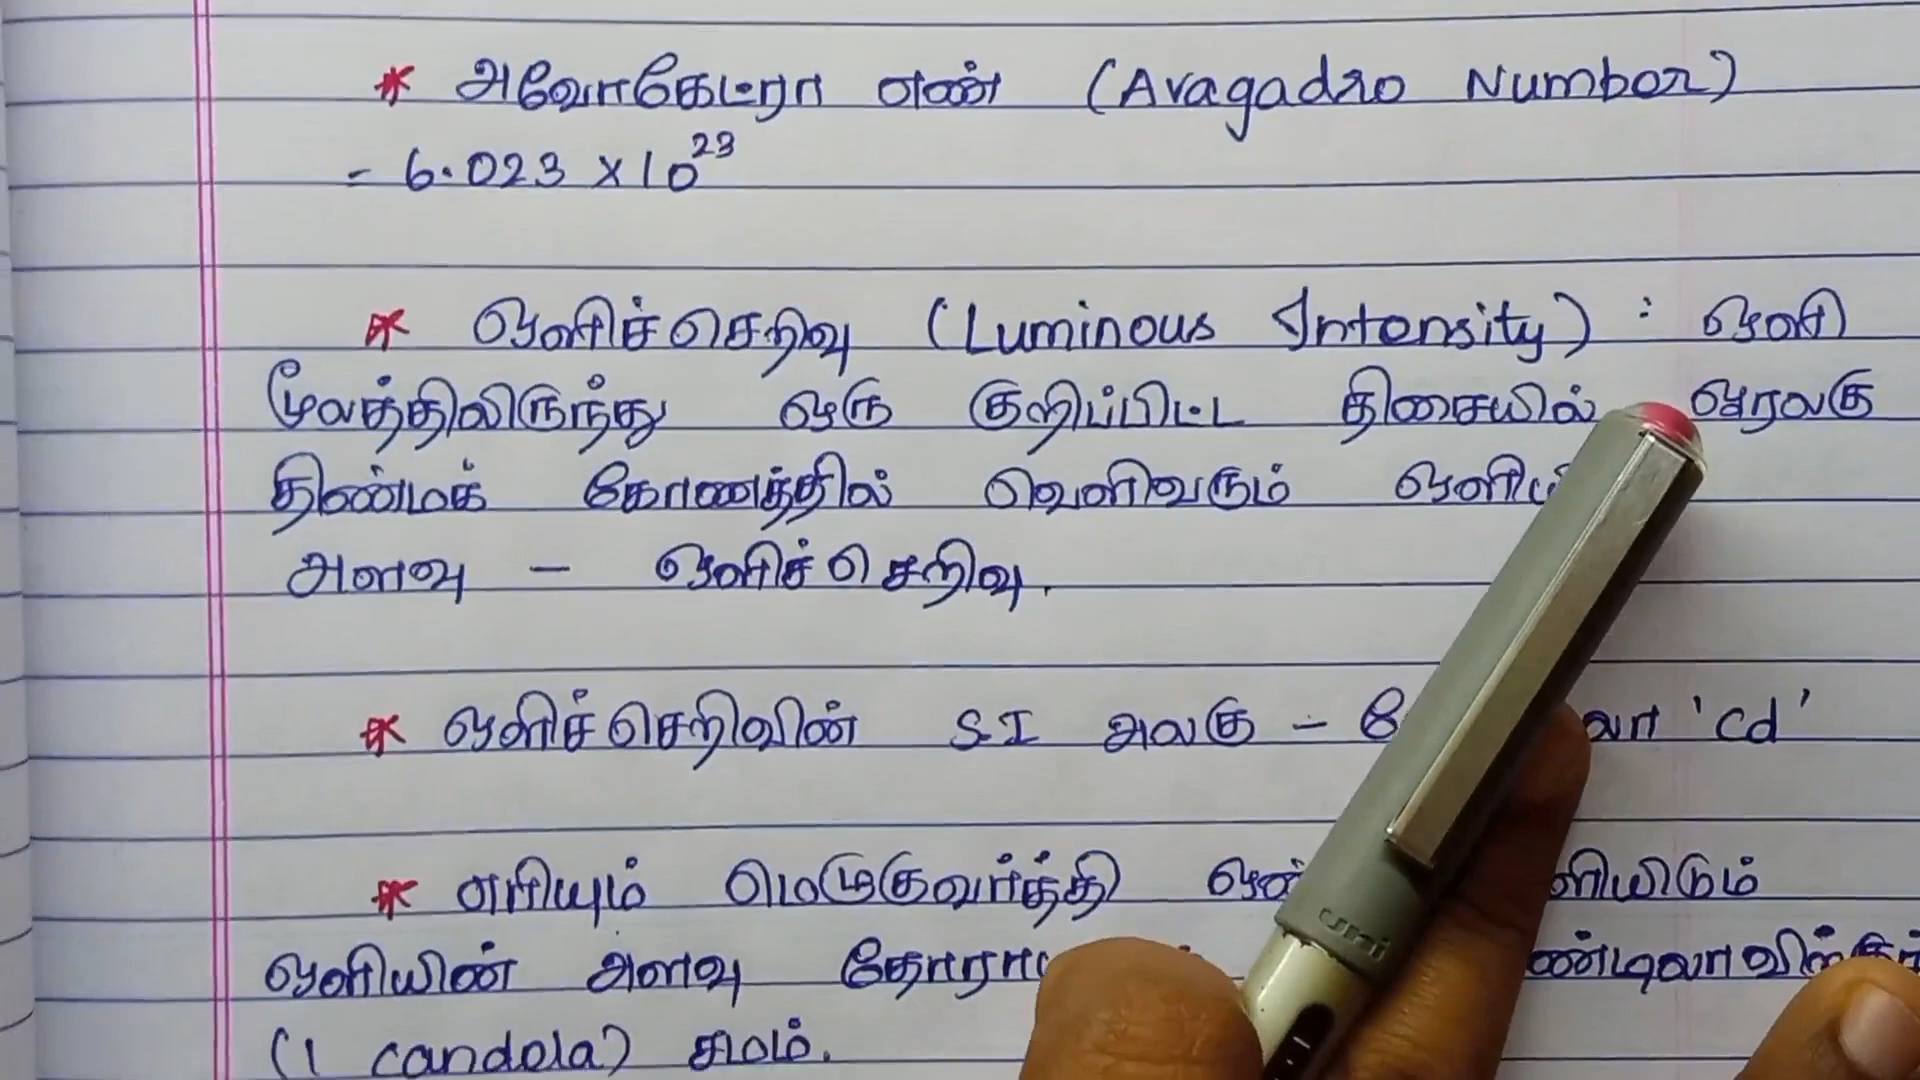 * அவோகேட்ரா எண் (Avagadro Number)
= 6.023 x 10²³
* ஒளிச்செறிவு (Luminous Intensity) : ஒளி
மூலத்திலிருந்து ஒரு குறிப்பிட்ட திசையில் ஓரலகு
திண்மக் கோணத்தில் வெளிவரும்
அளவு - ஒளிச்செறிவு.
* ஒளிச்செறிவின் SI அலகு - 'cd'
* எரியும் மெழுகுவர்த்தி
ஒளியின் அளவு
(1 candela) சமம்.
uni